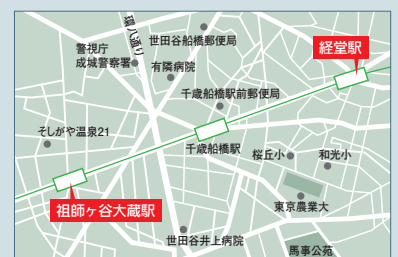 環八通り
世田谷船橋郵便局
経堂駅
警視庁
成城警察署
有隣病院
千歳船橋駅前郵便局
そしがや温泉21
千歳船橋駅
桜丘小
和光小
祖師ヶ谷大蔵駅
東京農業大
世田谷井上病院
馬事公苑